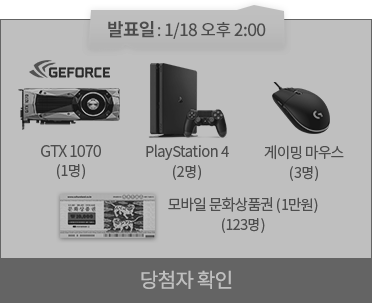 발표일 : 1/18 오후 2:00
GEFORCE
GTX 1070
(1명)
PlayStation 4
(2명)
게이밍 마우스
(3명)
모바일 문화상품권 (1만원)
(123명)
당첨자 확인